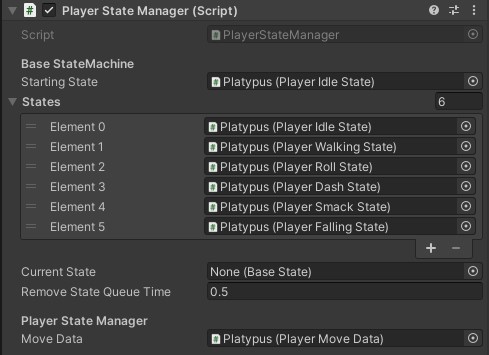 Player State Manager (Script)
Script PlayerStateManager
Base StateMachine
Starting State Platypus (Player Idle State)
States 6
Element 0 Platypus (Player Idle State)
Element 1 Platypus (Player Walking State)
Element 2 Platypus (Player Roll State)
Element 3 Platypus (Player Dash State)
Element 4 Platypus (Player Smack State)
Element 5 Platypus (Player Falling State)
Current State None (Base State)
Remove State Queue Time 0.5
Player State Manager
Move Data Platypus (Player Move Data)